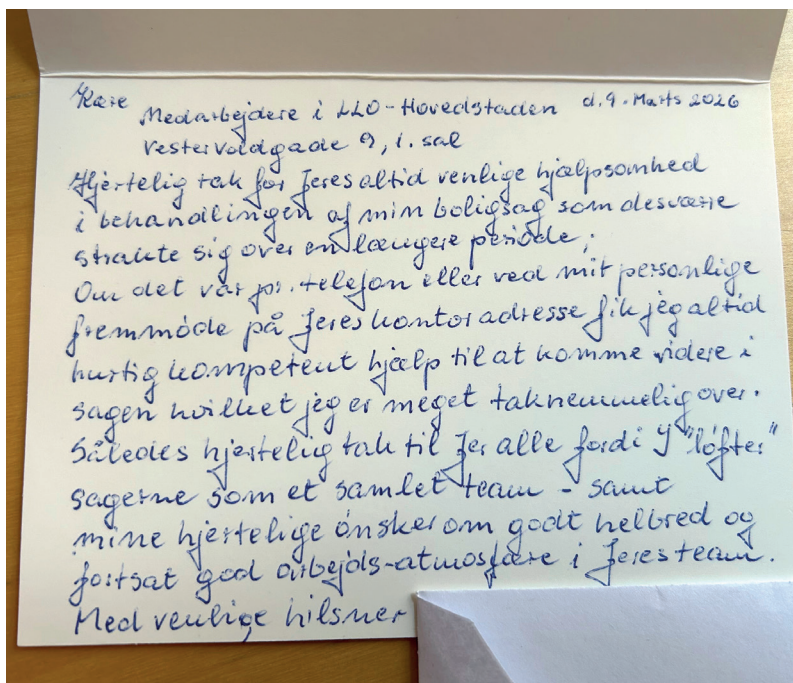 Kære
Medarbejdere i LLO-Hovedstaden d. 9. Marts 2026
Vestervoldgade 9, 1. sal
Hjertelig tak for Jeres altid venlige hjælpsomhed
i behandlingen af min boligsag som desværre
strakte sig over en længere periode;
Om det var pr. telefon eller ved mit personlige
fremmöde på Jeres kontor adresse fik jeg altid
hurtig kompetent hjælp til at komme videre i
sagen hvilket jeg er meget taknemmelig over.
Således hjertelig tak til Jer alle fordi I "löfter"
sagerne som et samlet team - samt
mine hjertelige önsker om godt helbred og
fortsat god arbejds-atmosfære i Jeres team.
Med venlige hilsner